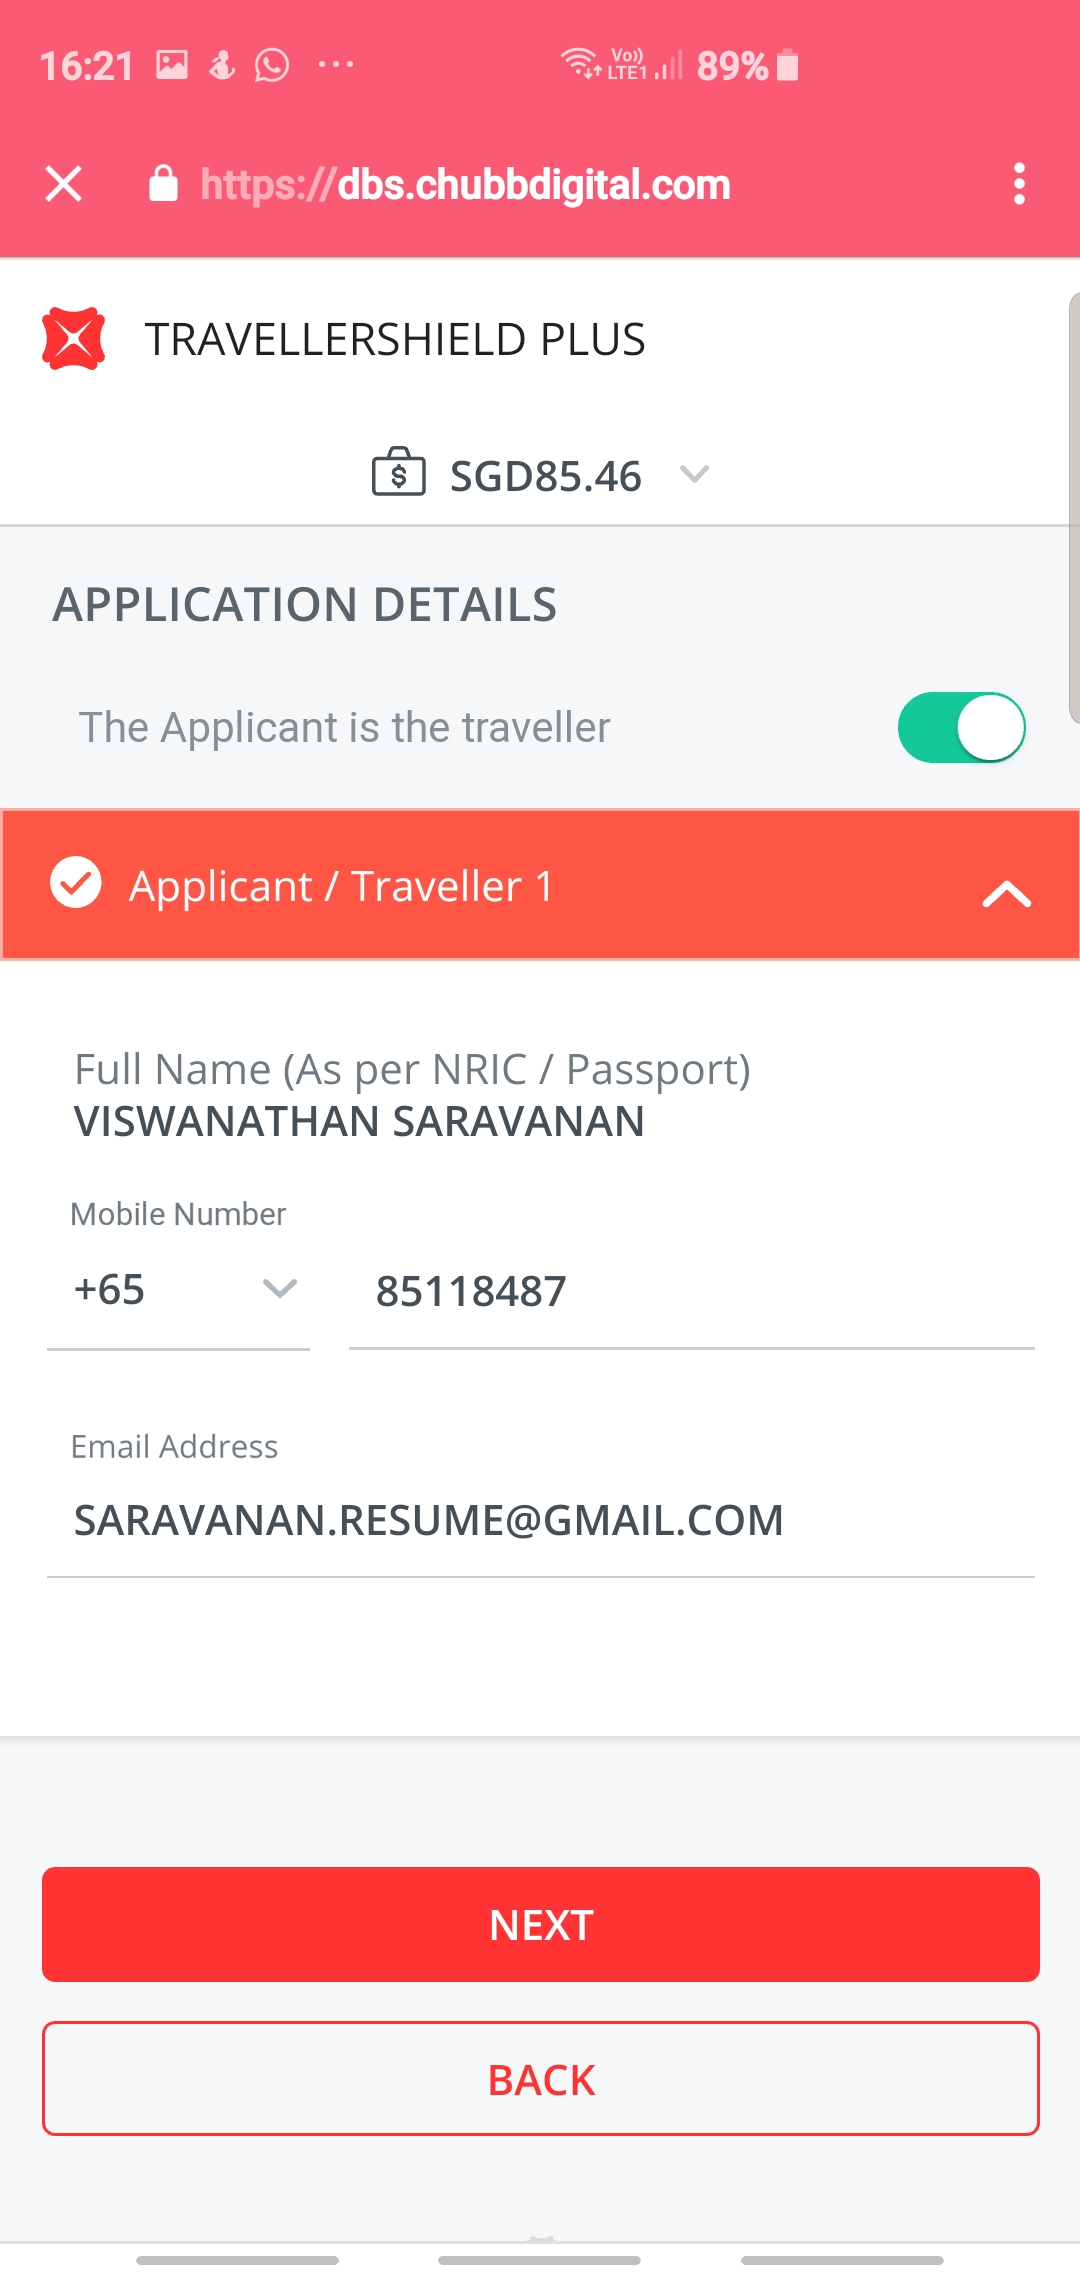 16:21 ... Vo)) LTE1 89%
https://dbs.chubbdigital.com
TRAVELLERSHIELD PLUS
$ SGD85.46
APPLICATION DETAILS
The Applicant is the traveller
Applicant / Traveller 1
Full Name (As per NRIC / Passport)
VISWANATHAN SARAVANAN
Mobile Number
+65 85118487
Email Address
SARAVANAN.RESUME@GMAIL.COM
NEXT
BACK